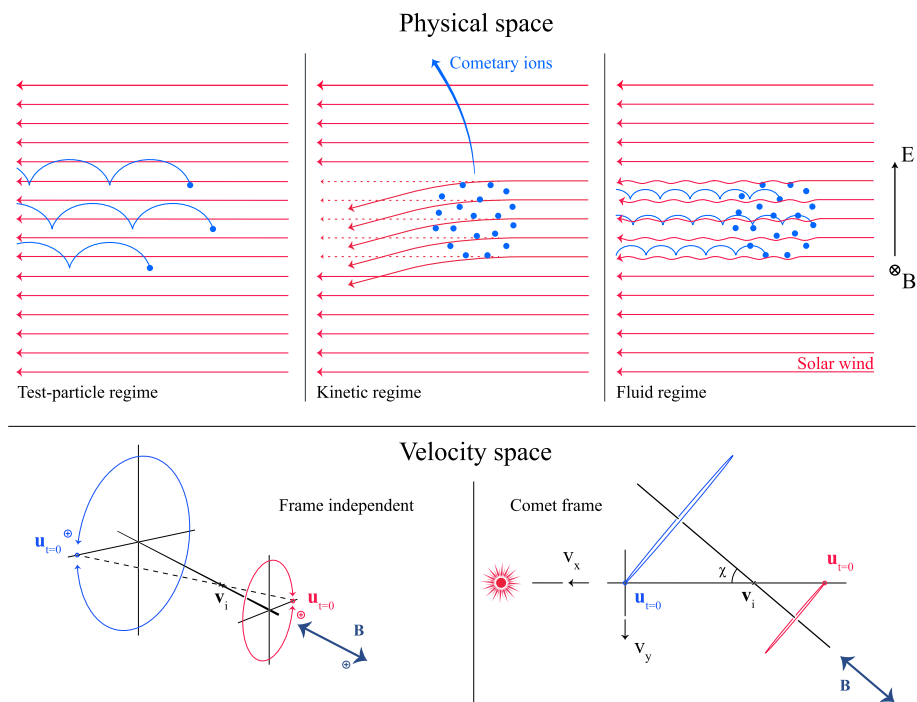 Physical space
Cometary ions
E
B
Solar wind
Test-particle regime
Kinetic regime
Fluid regime
Velocity space
Frame independent
Comet frame
⊕
u t=0
v i
u t=0
⊕
B
⊕
v x
χ
u t=0
u t=0
v i
v y
B